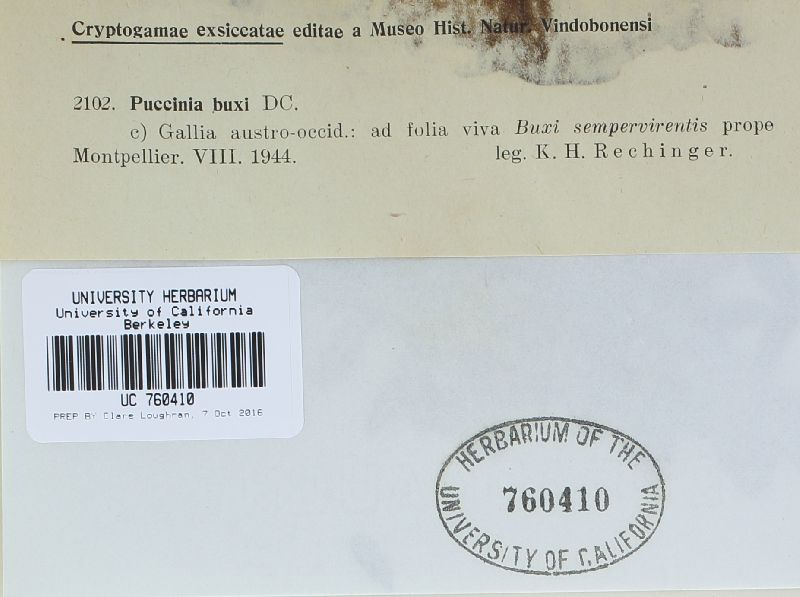 Cryptogamae exsiccatae editae a Museo Hist. Natur. Vindobonensi
2102. Puccinia buxi DC.
c) Gallia austro-occid.: ad folia viva Buxi sempervirentis prope
Montpellier. VIII. 1944. leg. K. H. Rechinger.
UNIVERSITY HERBARIUM
University of California
Berkeley
UC 760410
PREP BY Clare Loughran, 7 Oct 2016
HERBARIUM OF THE
760410
UNIVERSITY OF CALIFORNIA